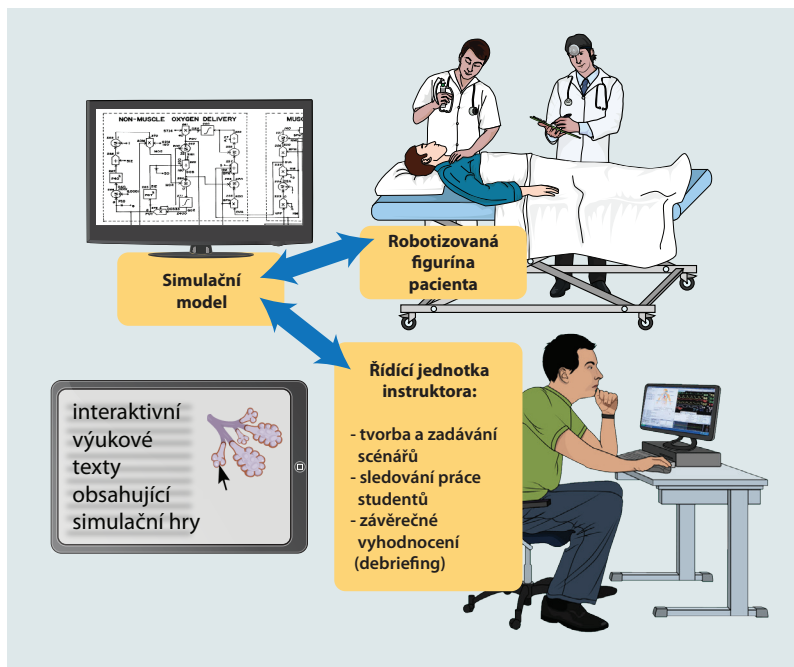 NON-MUSCLE OXYGEN DELIVERY
Simulační
model
Robotizovaná
figurína
pacienta
Řídící jednotka
instruktora:
- tvorba a zadávání
scénářů
- sledování práce
studentů
- závěrečné
vyhodnocení
(debriefing)
interaktivní
výukové
texty
obsahující
simulační hry